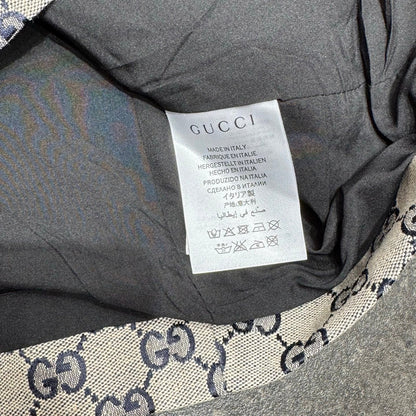 GUCCI
MADE IN ITALY
FABRIQUE EN ITALIE
HERGESTELLT IN ITALIEN
HECHO EN ITALIA
PRODUZIDO NA ITALIA
СДЕЛАНО В ИТАЛИИ
イタリア製
产地:意大利
صنع في إيطاليا